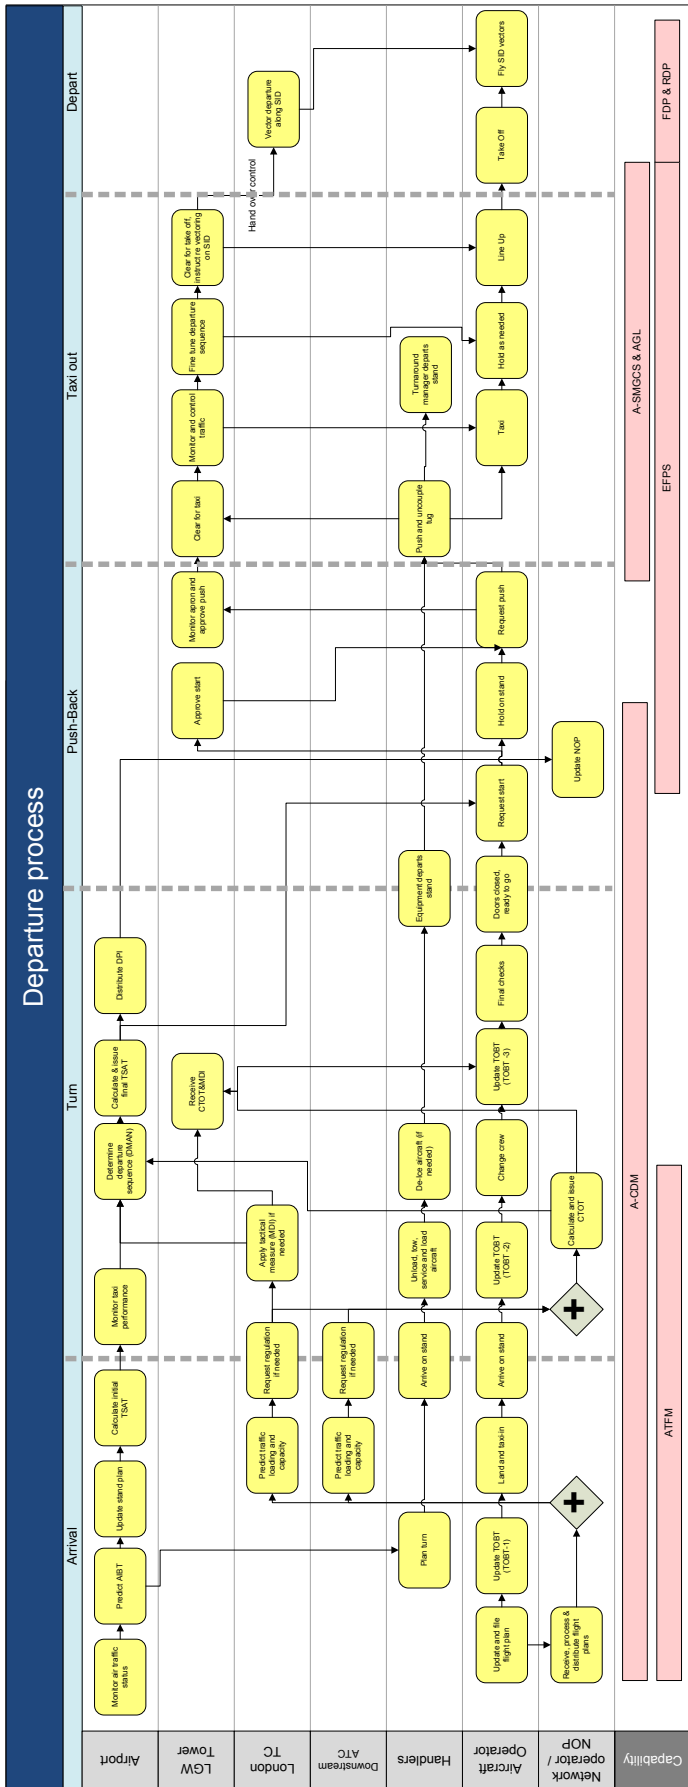 Departure process
Arrival
Turn
Push-Back
Taxi out
Depart
Airport
Monitor air traffic
status
Predict AIBT
Update stand plan
Calculate initial
TSAT
Monitor taxi
performance
Determine
departure
sequence (DMAN)
Calculate & issue
final TSAT
Distribute DPI
LGW
Tower
Receive
CTOT&MDI
Approve start
Monitor apron and
approve push
Clear for taxi
Monitor and control
traffic
Fine tune departure
sequence
Clear for take off,
instruct re vectoring
on SID
London
TC
Predict traffic
loading and
capacity
Request regulation
if needed
Apply tactical
measure (MDI) if
needed
Hand over control
Vector departure
along SID
Downstream
ATC
Predict traffic
loading and
capacity
Request regulation
if needed
Handlers
Plan turn
Arrive on stand
Unload, tow,
service and load
aircraft
De-Ice aircraft (if
needed)
Equipment departs
stand
Push and uncouple
tug
Turnaround
manager departs
stand
Aircraft
Operator
Update and file
flight plan
Update TOBT
(TOBT-1)
Land and taxi-in
Arrive on stand
Update TOBT
(TOBT -2)
Change crew
Update TOBT
(TOBT -3)
Final checks
Doors closed,
ready to go
Request start
Hold on stand
Request push
Taxi
Hold as needed
Line Up
Take Off
Fly SID vectors
Network
operator /
NOP
Receive, process &
distribute flight
plans
Calculate and issue
CTOT
Update NOP
Capability
A-CDM
A-SMGCS & AGL
ATFM
EFPS
FDP & RDP